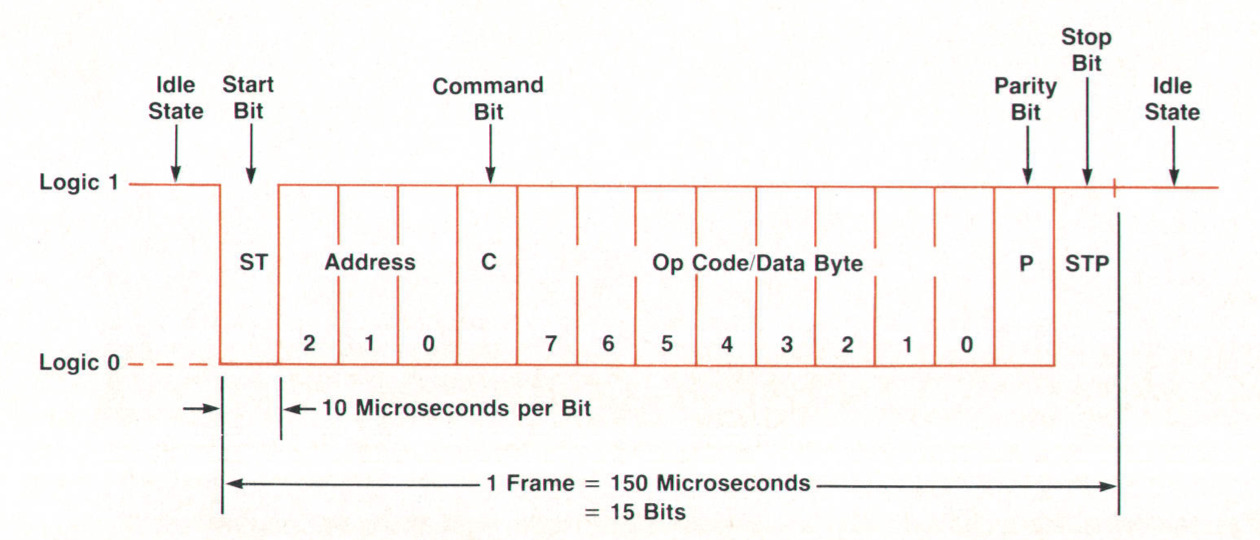 Stop
Bit
Idle
State
Start
Bit
Command
Bit
Parity
Bit
Idle
State
Logic 1
ST
Address
C
Op Code/Data Byte
P
STP
2 1 0 7 6 5 4 3 2 1 0
Logic 0
10 Microseconds per Bit
1 Frame = 150 Microseconds
= 15 Bits